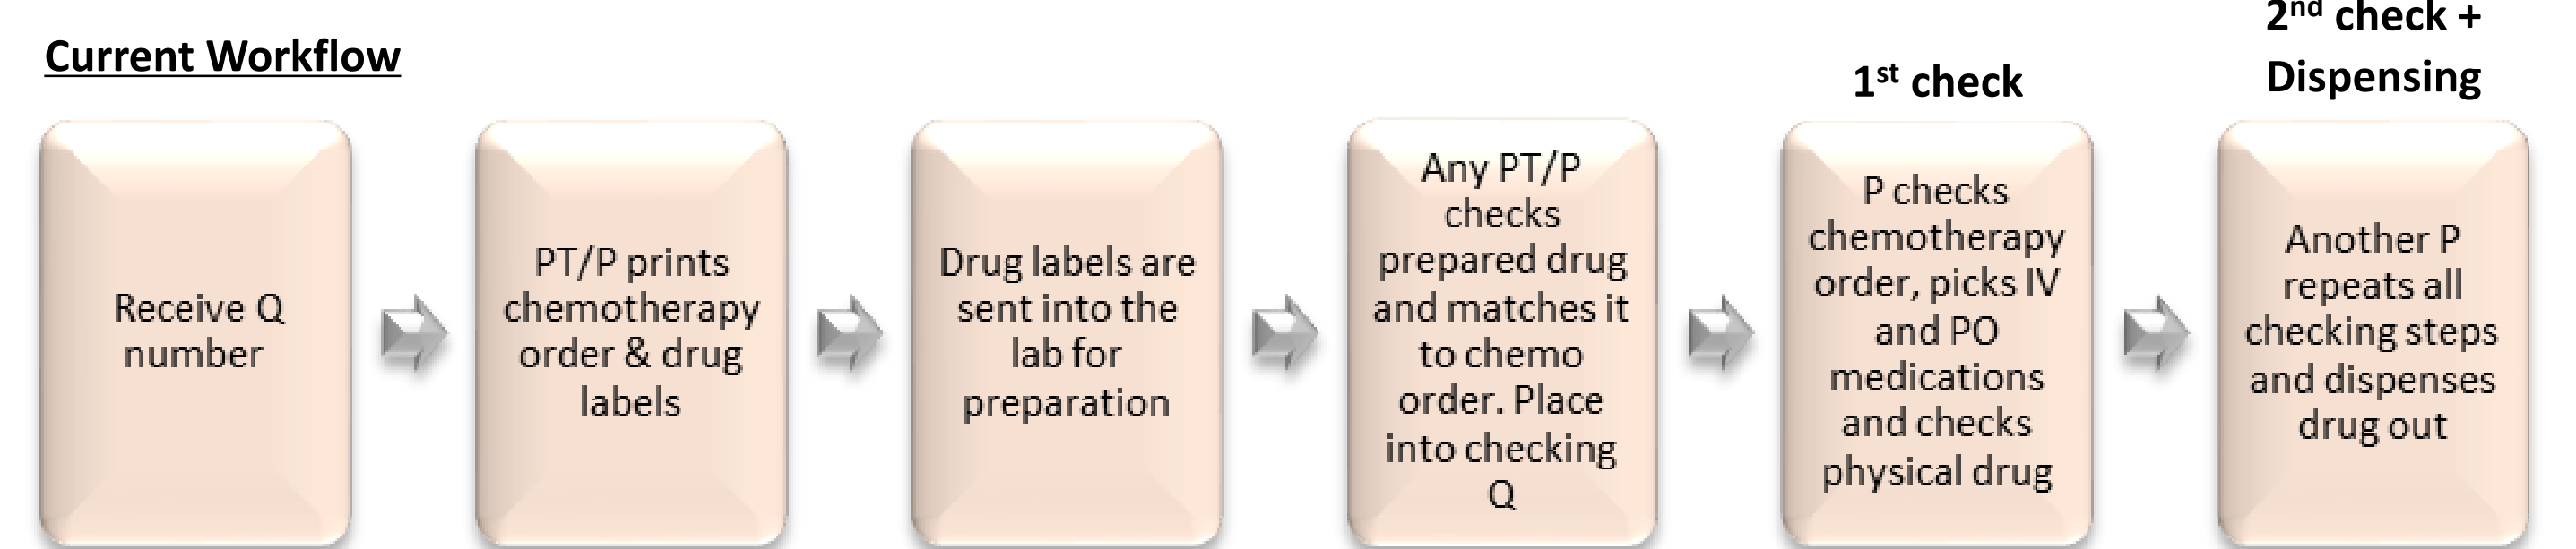 Current Workflow
Receive Q
number
PT/P prints
chemotherapy
order & drug
labels
Drug labels are
sent into the
lab for
preparation
Any PT/P
checks
prepared drug
and matches it
to chemo
order. Place
into checking
Q
1st check
P checks
chemotherapy
order, picks IV
and PO
medications
and checks
physical drug
2nd check +
Dispensing
Another P
repeats all
checking steps
and dispenses
drug out